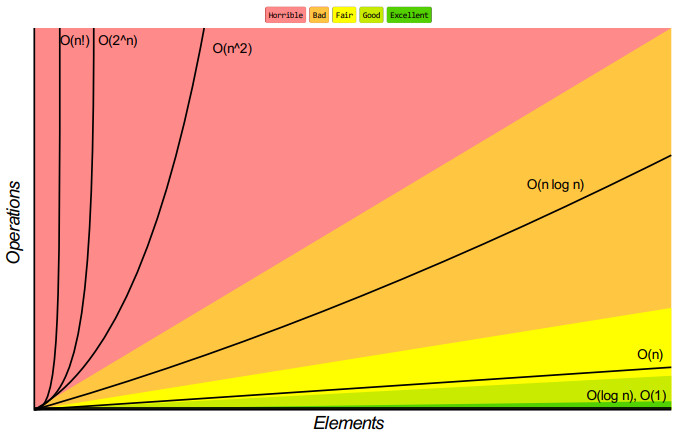 Horrible Bad Fair Good Excellent
O(n!) O(2^n)
O(n^2)
O(n log n)
Operations
O(n)
O(log n), O(1)
Elements